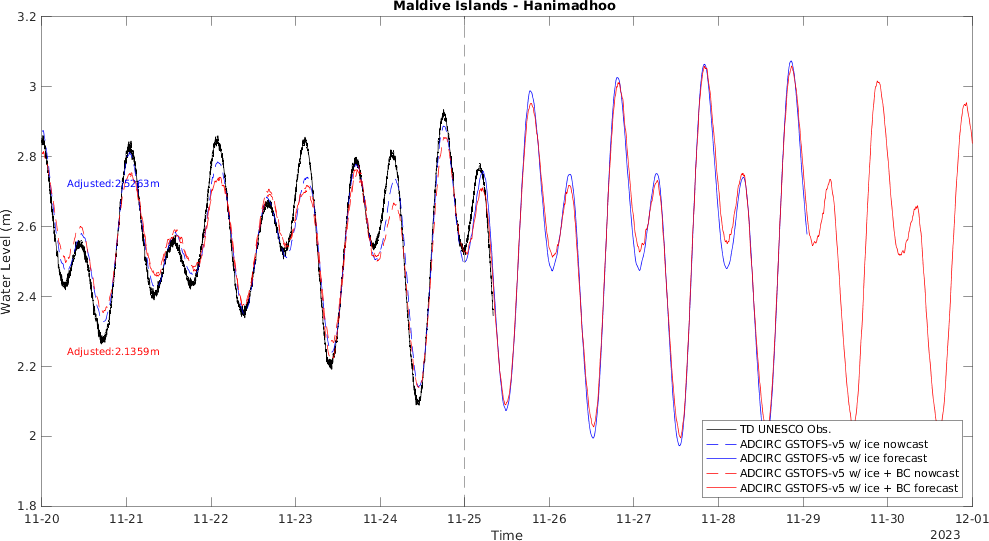 Maldive Islands - Hanimadhoo
3.2
3
2.8
2.6
2.4
2.2
2
1.8
Water Level (m)
Adjusted:2.5263m
Adjusted:2.1359m
TD UNESCO Obs.
ADCIRC GSTOFS-v5 w/ ice nowcast
ADCIRC GSTOFS-v5 w/ ice forecast
ADCIRC GSTOFS-v5 w/ ice + BC nowcast
ADCIRC GSTOFS-v5 w/ ice + BC forecast
11-20 11-21 11-22 11-23 11-24 11-25 11-26 11-27 11-28 11-29 11-30 12-01
Time
2023